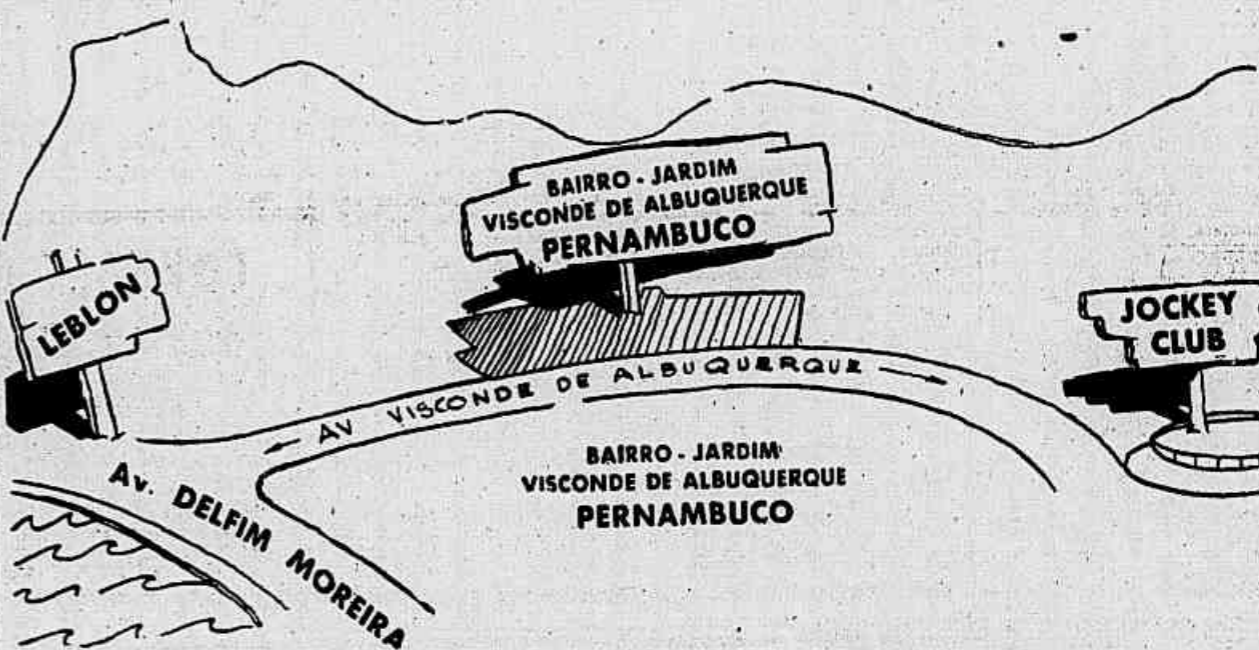 BAIRRO - JARDIM
VISCONDE DE ALBUQUERQUE
PERNAMBUCO
LEBLON
JOCKEY
CLUB
AV VISCONDE DE ALBUQUERQUE
BAIRRO - JARDIM
VISCONDE DE ALBUQUERQUE
PERNAMBUCO
Av. DELFIM MOREIRA